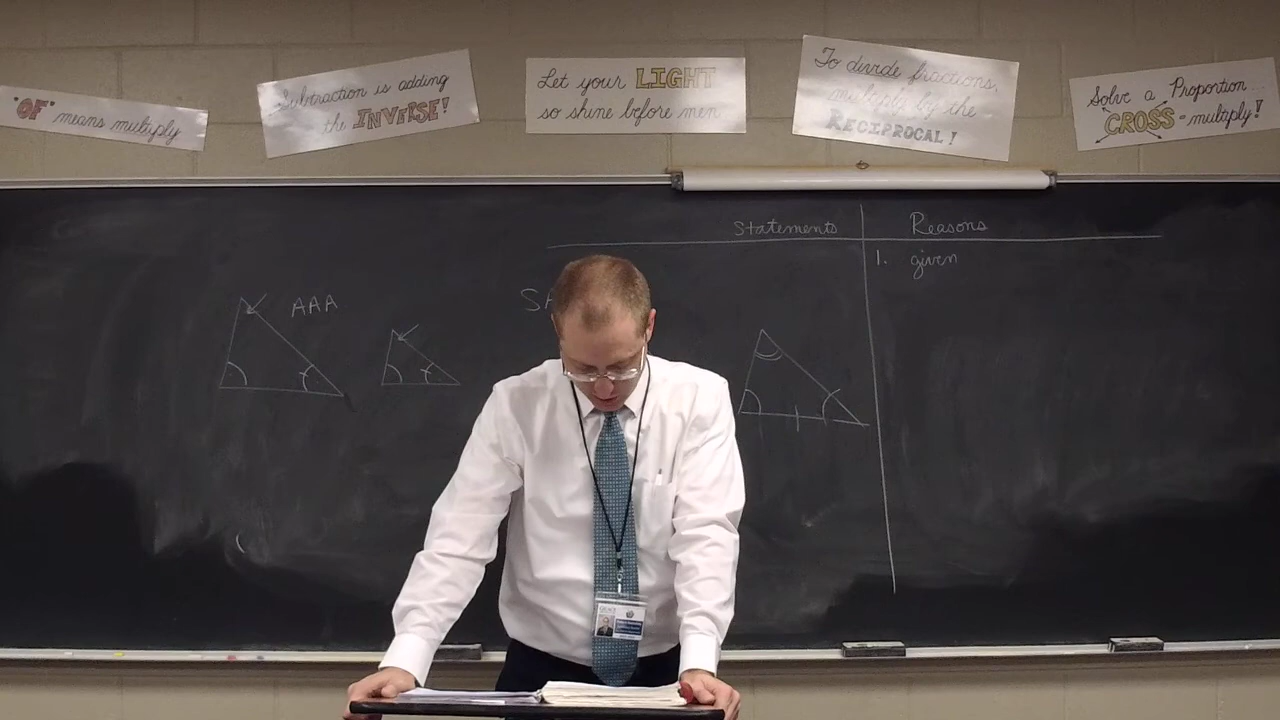 "OF" means multiply
Subtraction is adding
the INVERSE!
Let your LIGHT
so shine before men
To divide fractions,
multiply by the
RECIPROCAL!
Solve a Proportion...
CROSS-multiply!
Statements
Reasons
1. given
AAA